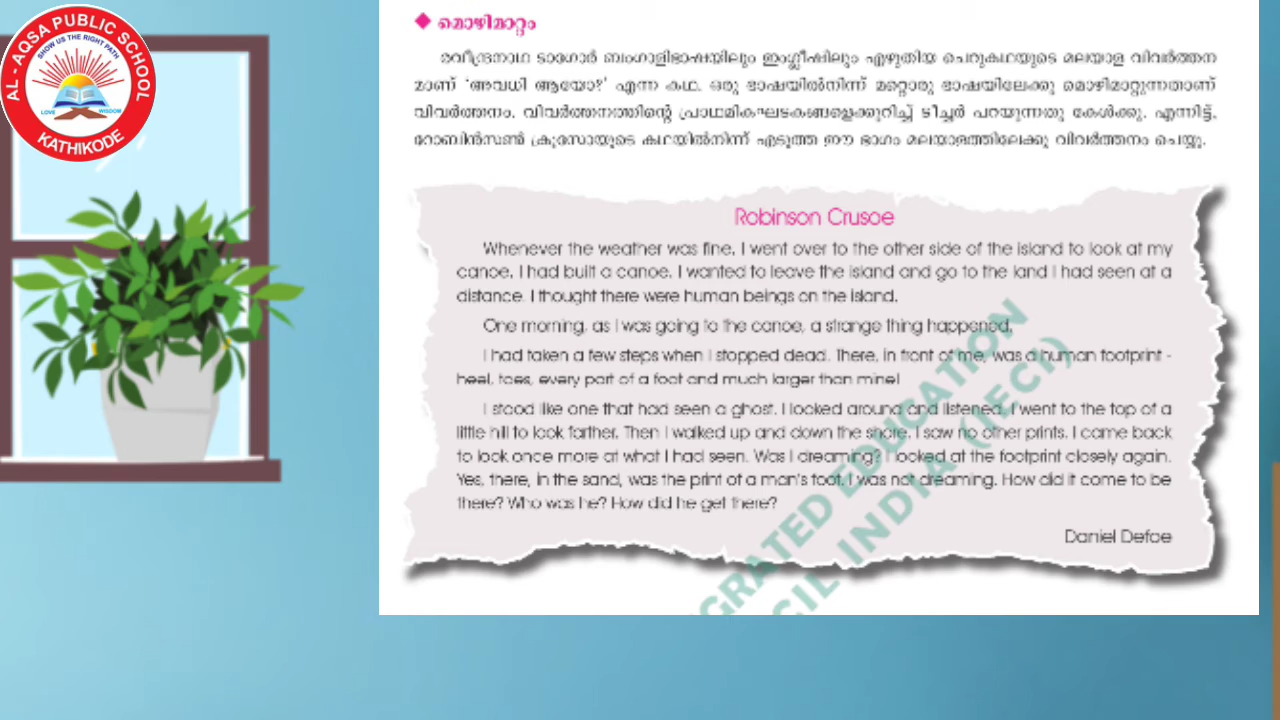 AL - AQSA PUBLIC SCHOOL
SHOW US THE RIGHT PATH
LOVE
WISDOM
KATHIKODE
മൊഴിമാറ്റം
രവീന്ദ്രനാഥ ടാഗോർ ബംഗാളിഭാഷയിലും ഇംഗ്ലീഷിലും എഴുതിയ ചെറുകഥയുടെ മലയാള വിവർത്തന
മാണ് 'അവധി ആയോ?' എന്ന കഥ. ഒരു ഭാഷയിൽനിന്ന് മറ്റൊരു ഭാഷയിലേക്കു മൊഴിമാറ്റുന്നതാണ്
വിവർത്തനം. വിവർത്തനത്തിന്റെ പ്രാഥമികഘടകങ്ങളെക്കുറിച്ച് ടീച്ചർ പറയുന്നതു കേൾക്കൂ. എന്നിട്ട്,
റോബിൻസൺ ക്രൂസോയുടെ കഥയിൽനിന്ന് എടുത്ത ഈ ഭാഗം മലയാളത്തിലേക്കു വിവർത്തനം ചെയ്യൂ.
Robinson Crusoe
Whenever the weather was fine, I went over to the other side of the island to look at my
canoe. I had built a canoe. I wanted to leave the island and go to the land I had seen at a
distance. I thought there were human beings on the island.
One morning, as I was going to the canoe, a strange thing happened.
I had taken a few steps when I stopped dead. There, in front of me, was a human footprint -
heel, toes, every part of a foot and much larger than mine!
I stood like one that had seen a ghost. I looked around and listened. I went to the top of a
little hill to look farther. Then I walked up and down the shore. I saw no other prints. I came back
to look once more at what I had seen. Was I dreaming? I looked at the footprint closely again.
Yes, there, in the sand, was the print of a man's foot. I was not dreaming. How did it come to be
there? Who was he? How did he get there?
Daniel Defoe
GRATED EDUCATION
CIL INDIA (IECI)